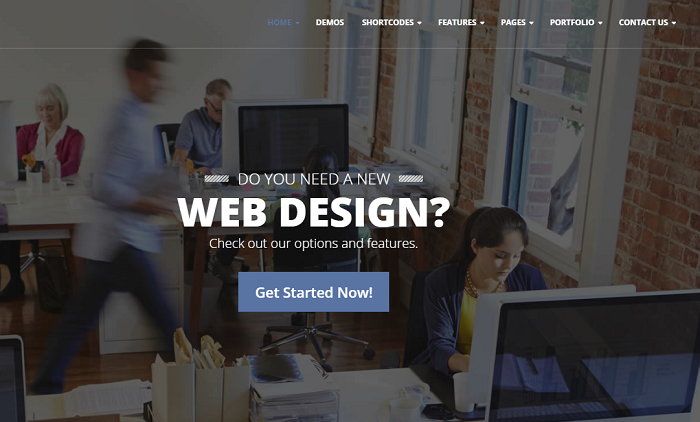 HOME DEMOS SHORTCODES FEATURES PAGES PORTFOLIO CONTACT US
DO YOU NEED A NEW
WEB DESIGN?
Check out our options and features.
Get Started Now!